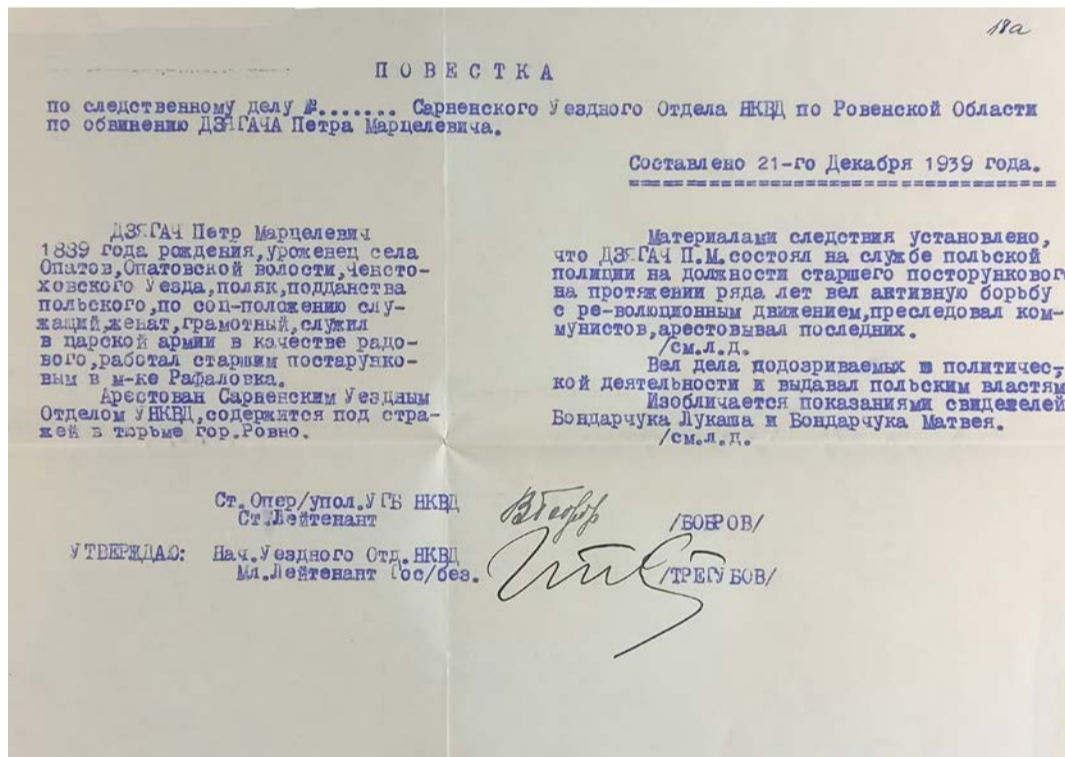 18а
ПОВЕСТКА
по следственному делу №....... Сарненского Уездного Отдела НКВД по Ровенской Области
по обвинению ДЗЯГАЧА Петра Марцелевича.
Составлено 21-го Декабря 1939 года.
ДЗЯГАЧ Петр Марцелевич
1889 года рождения,уроженец села
Опатов,Опатовской волости,Ченсто-
ховского Уезда,поляк,подданства
польского,по соц-положению слу-
жащий,женат,грамотный,служил
в царской армии в качестве рядо-
вого,работал старшим постарунко-
вым в м-ке Рафаловка.
Арестован Сарненским Уездным
Отделом УНКВД,содержится под стра-
жей в тюрьме гор.Ровно.
Материалами следствия установлено,
что ДЗЯГАЧ П.М.состоял на службе польской
полиции на должности старшего посторункового
на протяжении ряда лет вел активную борьбу
с ре-волюционным движением,преследовал ком-
мунистов,арестовывал последних.
/см.л.д.
Вел дела подозриваемых в политичес-
кой деятельности и выдавал польским властям
Изобличается показаниями свидетелей
Бондарчука Лукаша и Бондарчука Матвея.
/см.л.д.
Ст.Опер/упол.УГБ НКВД
Ст.Лейтенант /БОБРОВ/
УТВЕРЖДАЮ: Нач.Уездного Отд.НКВД
Мл.Лейтенант Гос/без. /ТРЕГУБОВ/